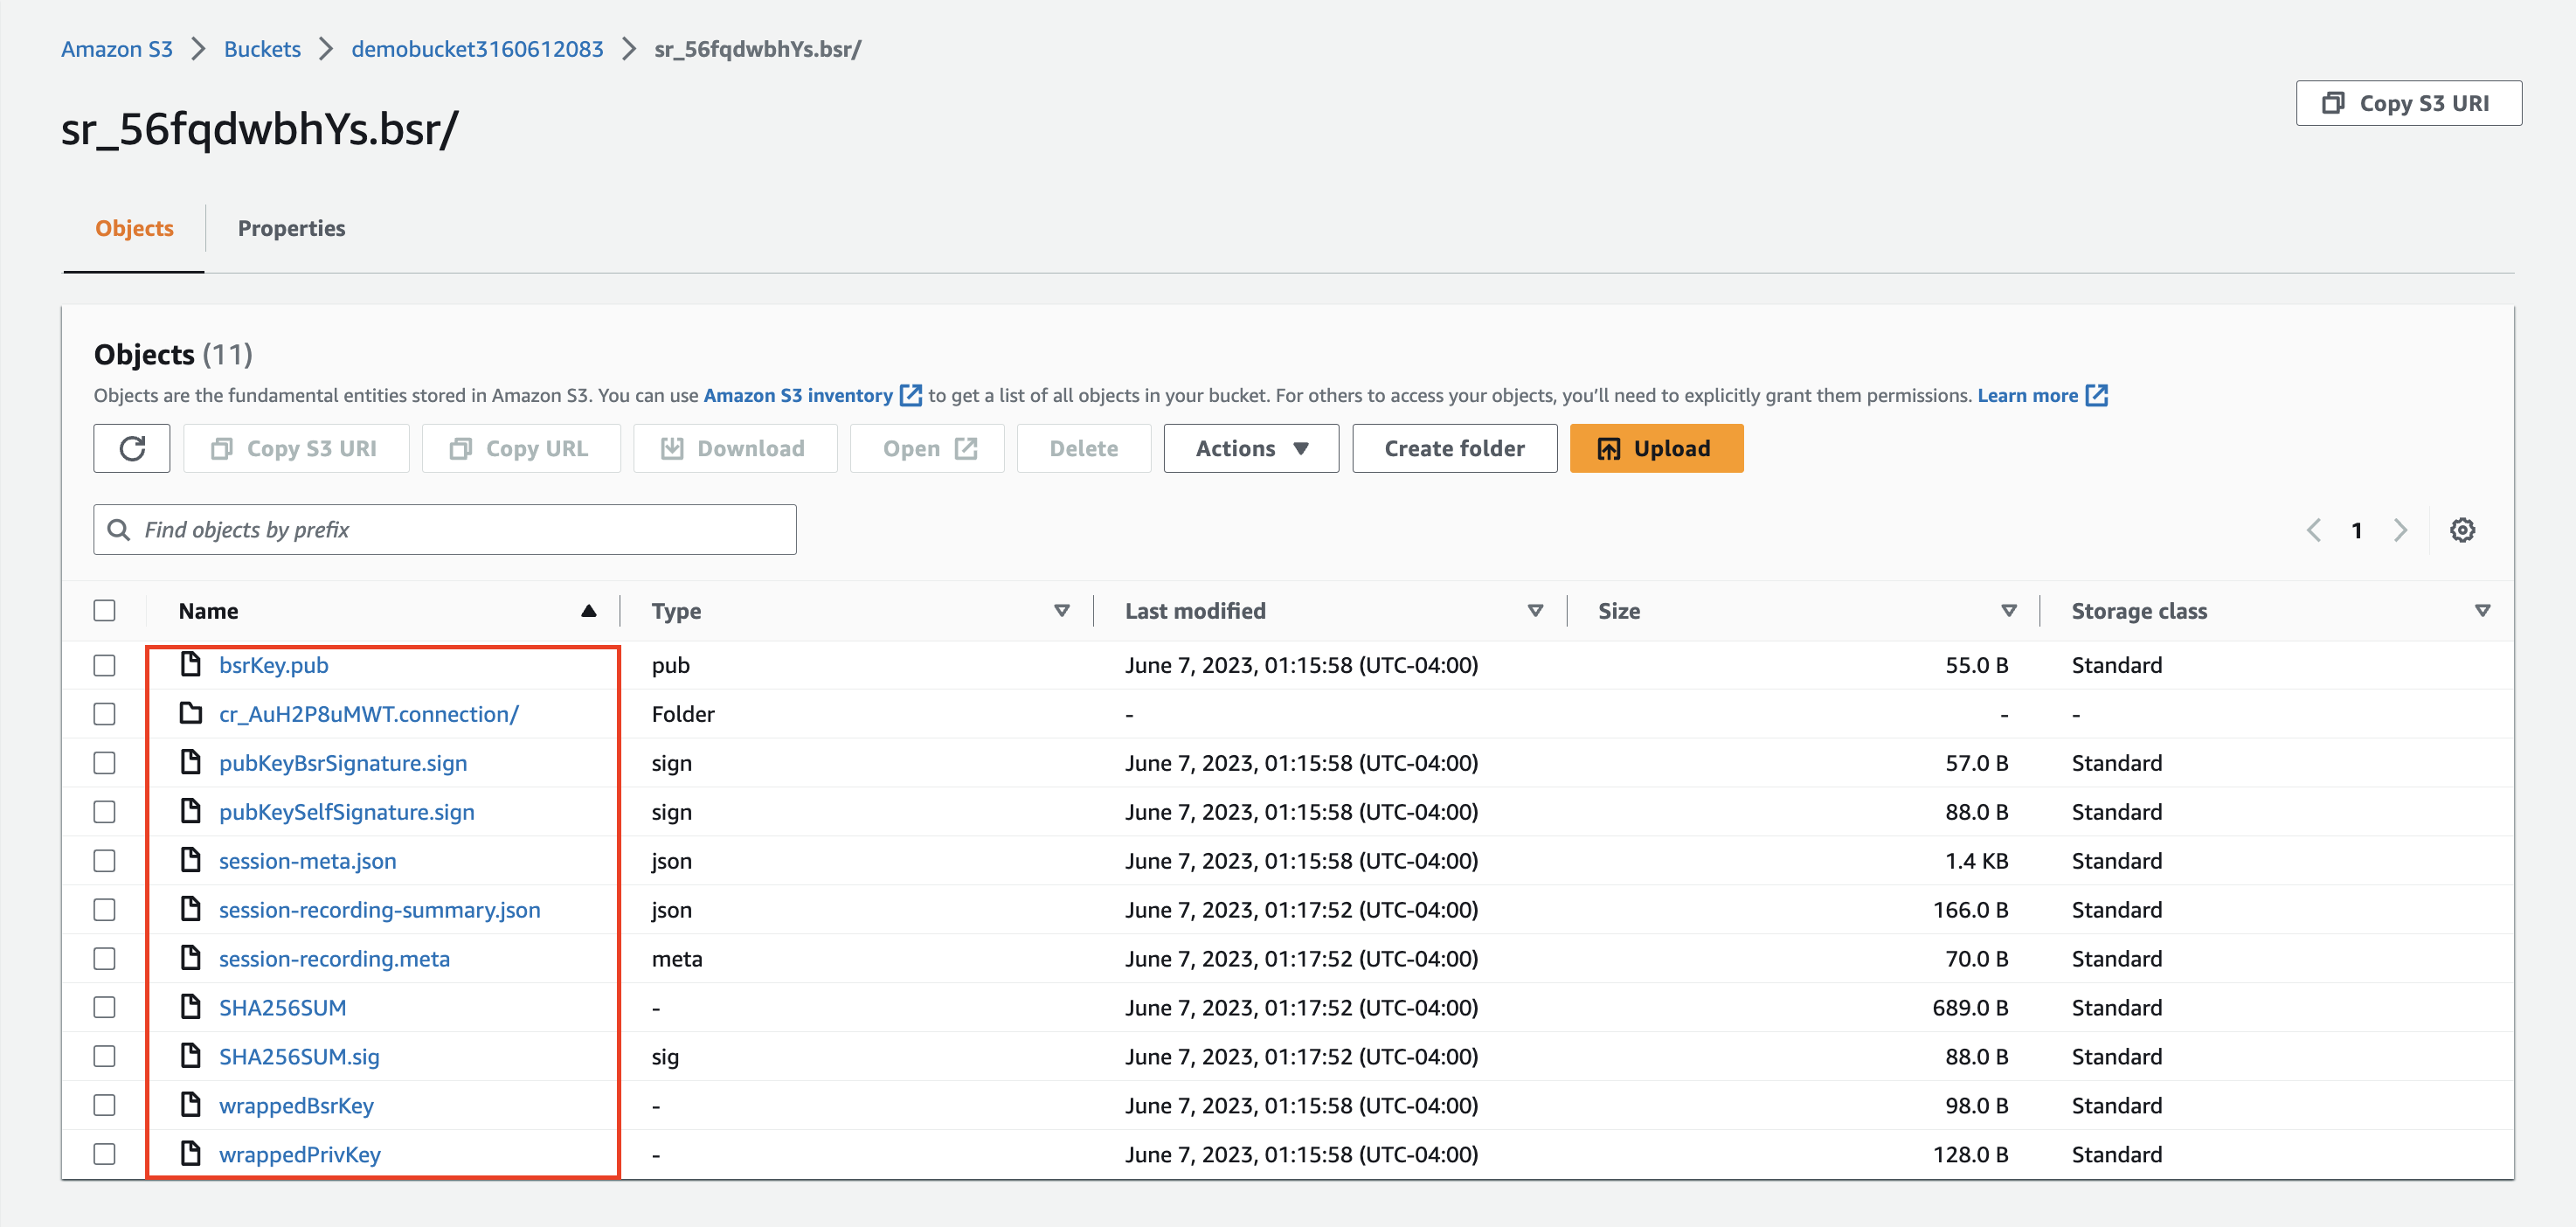 Amazon S3 > Buckets > demobucket3160612083 > sr_56fqdwbhYs.bsr/
sr_56fqdwbhYs.bsr/
Copy S3 URI
Objects Properties
Objects (11)
Objects are the fundamental entities stored in Amazon S3. You can use Amazon S3 inventory to get a list of all objects in your bucket. For others to access your objects, you'll need to explicitly grant them permissions. Learn more
Copy S3 URI Copy URL Download Open Delete Actions Create folder Upload
Find objects by prefix 1
Name Type Last modified Size Storage class
bsrKey.pub pub June 7, 2023, 01:15:58 (UTC-04:00) 55.0 B Standard
cr_AuH2P8uMWT.connection/ Folder - - -
pubKeyBsrSignature.sign sign June 7, 2023, 01:15:58 (UTC-04:00) 57.0 B Standard
pubKeySelfSignature.sign sign June 7, 2023, 01:15:58 (UTC-04:00) 88.0 B Standard
session-meta.json json June 7, 2023, 01:15:58 (UTC-04:00) 1.4 KB Standard
session-recording-summary.json json June 7, 2023, 01:17:52 (UTC-04:00) 166.0 B Standard
session-recording.meta meta June 7, 2023, 01:17:52 (UTC-04:00) 70.0 B Standard
SHA256SUM - June 7, 2023, 01:17:52 (UTC-04:00) 689.0 B Standard
SHA256SUM.sig sig June 7, 2023, 01:17:52 (UTC-04:00) 88.0 B Standard
wrappedBsrKey - June 7, 2023, 01:15:58 (UTC-04:00) 98.0 B Standard
wrappedPrivKey - June 7, 2023, 01:15:58 (UTC-04:00) 128.0 B Standard